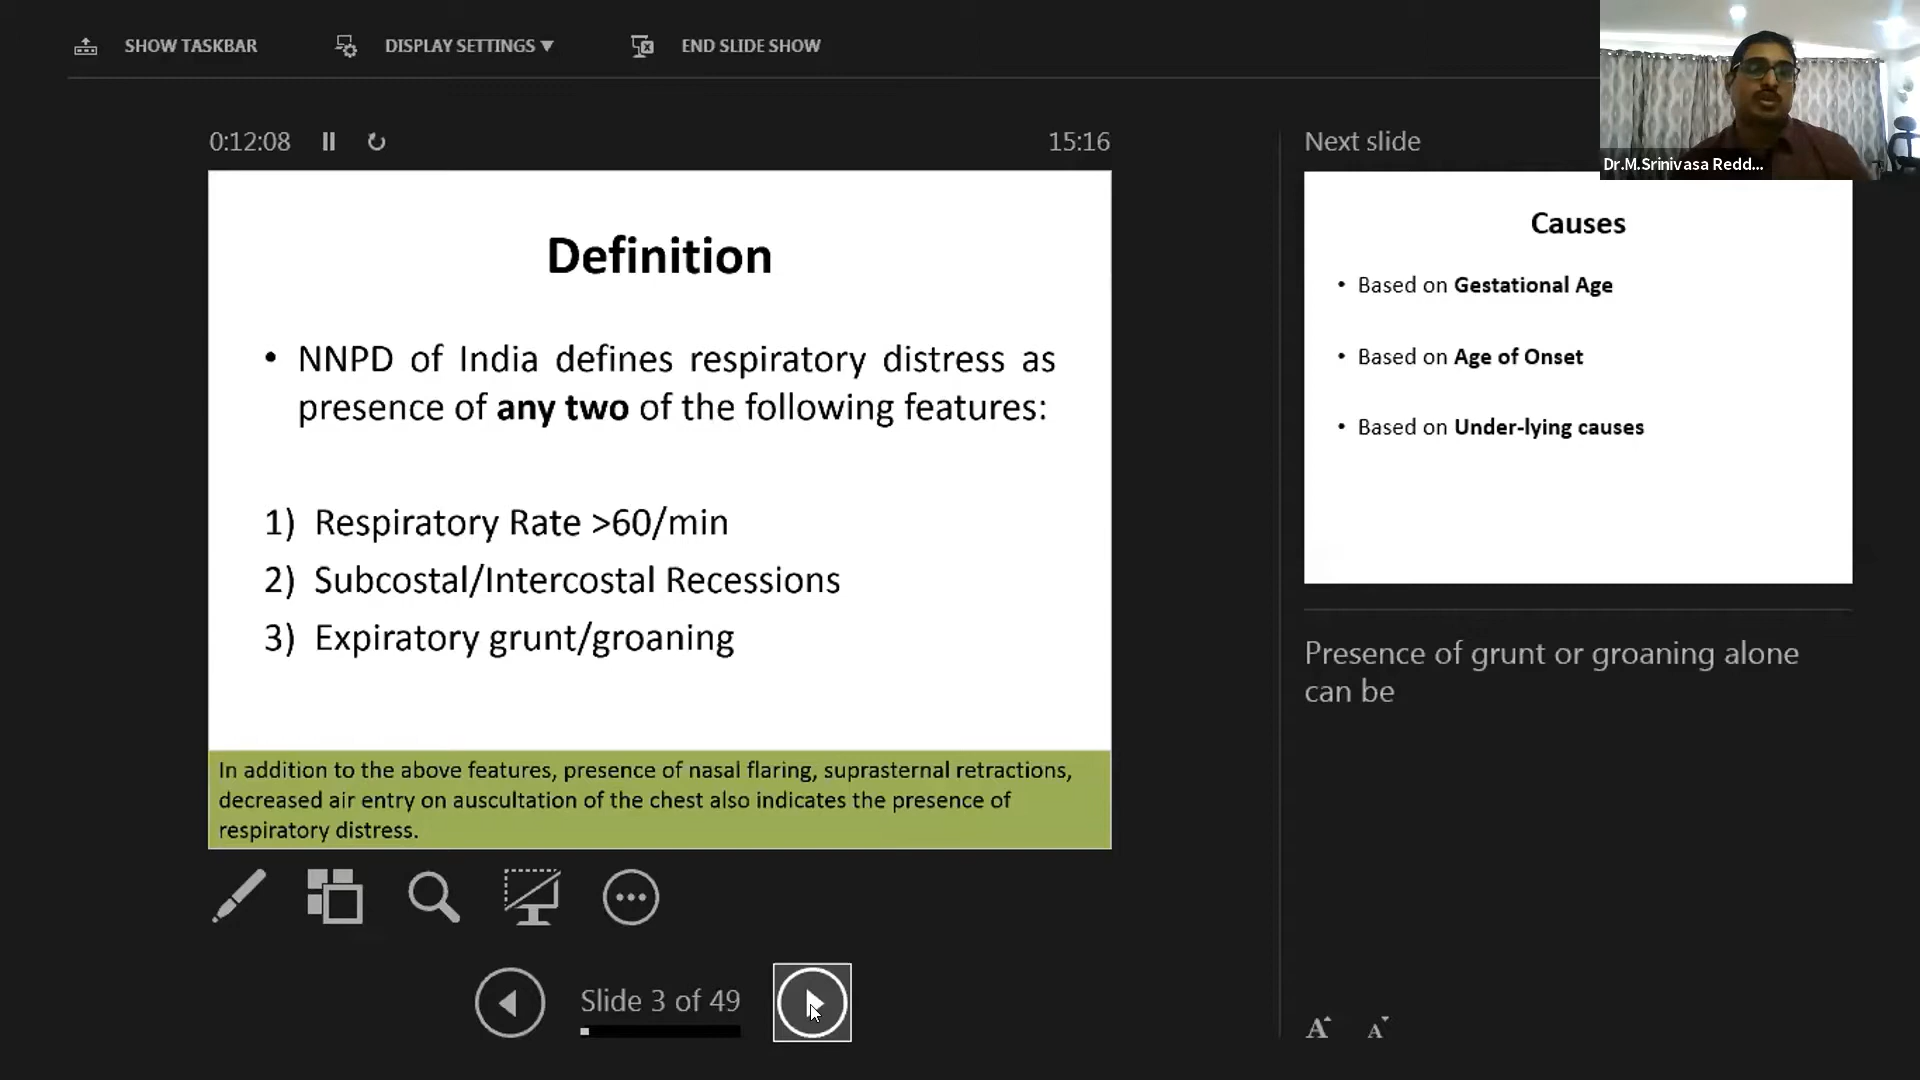 SHOW TASKBAR
DISPLAY SETTINGS ▼
END SLIDE SHOW
Dr.M.Srinivasa Redd...
0:12:08
15:16
Next slide
Definition
• NNPD of India defines respiratory distress as
presence of any two of the following features:
1) Respiratory Rate >60/min
2) Subcostal/Intercostal Recessions
3) Expiratory grunt/groaning
In addition to the above features, presence of nasal flaring, suprasternal retractions,
decreased air entry on auscultation of the chest also indicates the presence of
respiratory distress.
Slide 3 of 49
Causes
• Based on Gestational Age
• Based on Age of Onset
• Based on Under-lying causes
Presence of grunt or groaning alone
can be
A A